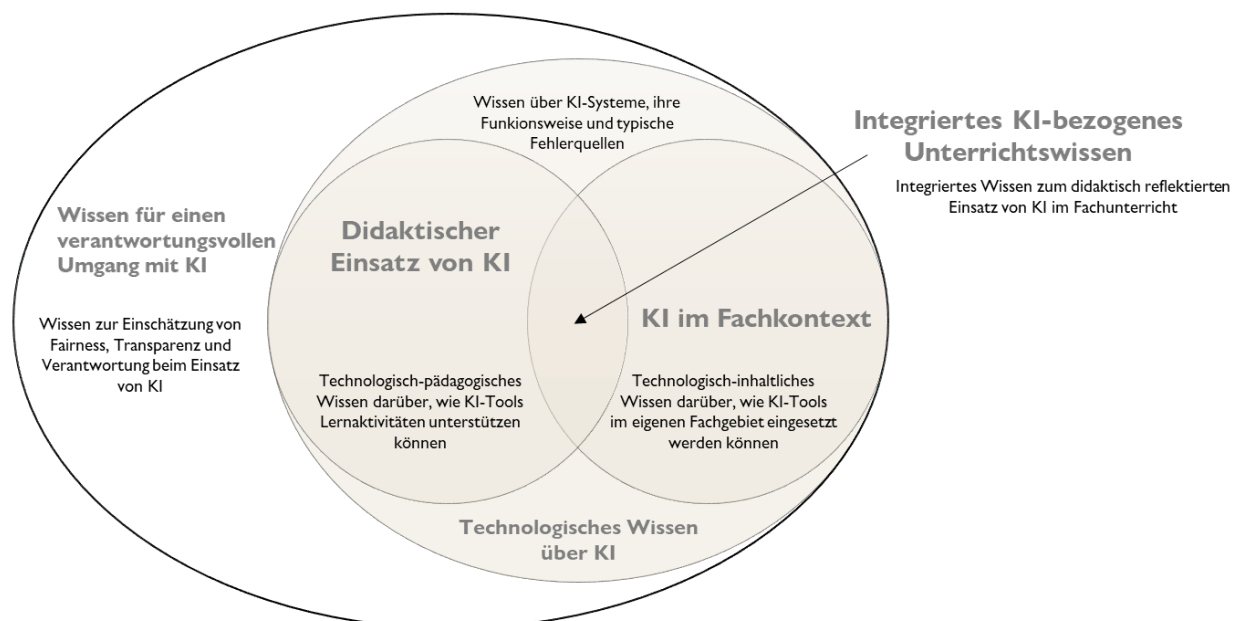 Wissen über KI-Systeme, ihre
Funkionsweise und typische
Fehlerquellen
Integriertes KI-bezogenes
Unterrichtswissen
Integriertes Wissen zum didaktisch reflektierten
Einsatz von KI im Fachunterricht
Wissen für einen
verantwortungsvollen
Umgang mit KI
Wissen zur Einschätzung von
Fairness, Transparenz und
Verantwortung beim Einsatz
von KI
Didaktischer
Einsatz von KI
Technologisch-pädagogisches
Wissen darüber, wie KI-Tools
Lernaktivitäten unterstützen
können
KI im Fachkontext
Technologisch-inhaltliches
Wissen darüber, wie KI-Tools
im eigenen Fachgebiet eingesetzt
werden können
Technologisches Wissen
über KI